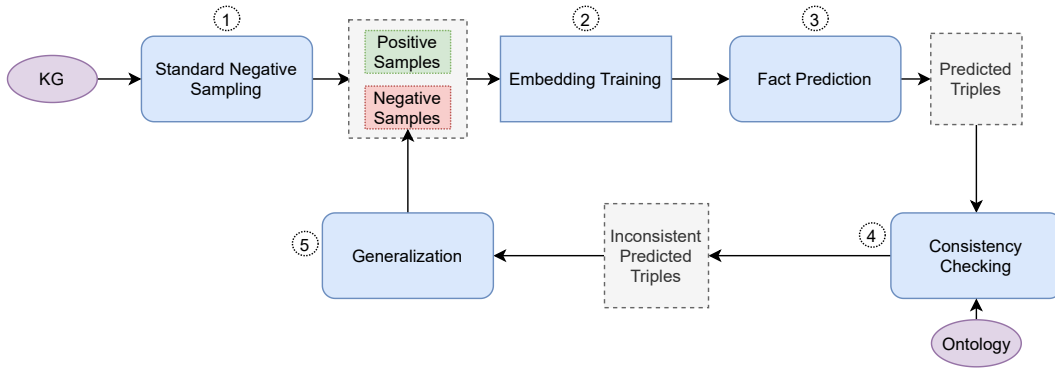 1
2
3
KG
Standard Negative
Sampling
Positive
Samples
Negative
Samples
Embedding Training
Fact Prediction
Predicted
Triples
5
Generalization
Inconsistent
Predicted
Triples
4
Consistency
Checking
Ontology